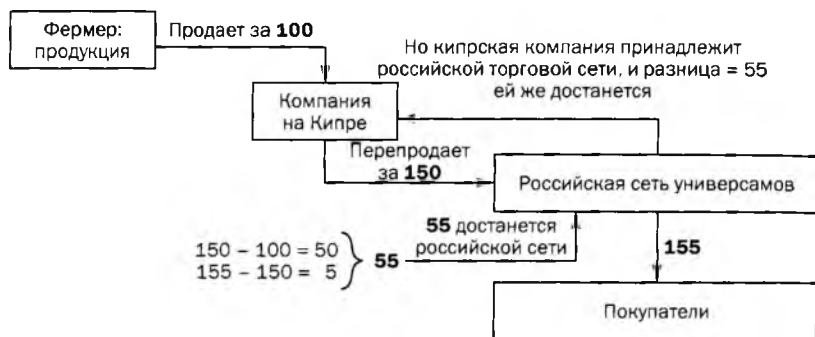 Фермер:
продукция
Продает за 100
Но кипрская компания принадлежит
российской торговой сети, и разница = 55
ей же достанется
Компания
на Кипре
Перепродает
за 150
Российская сеть универсамов
55 достанется
российской сети
150 – 100 = 50
155 – 150 = 5
55
155
Покупатели